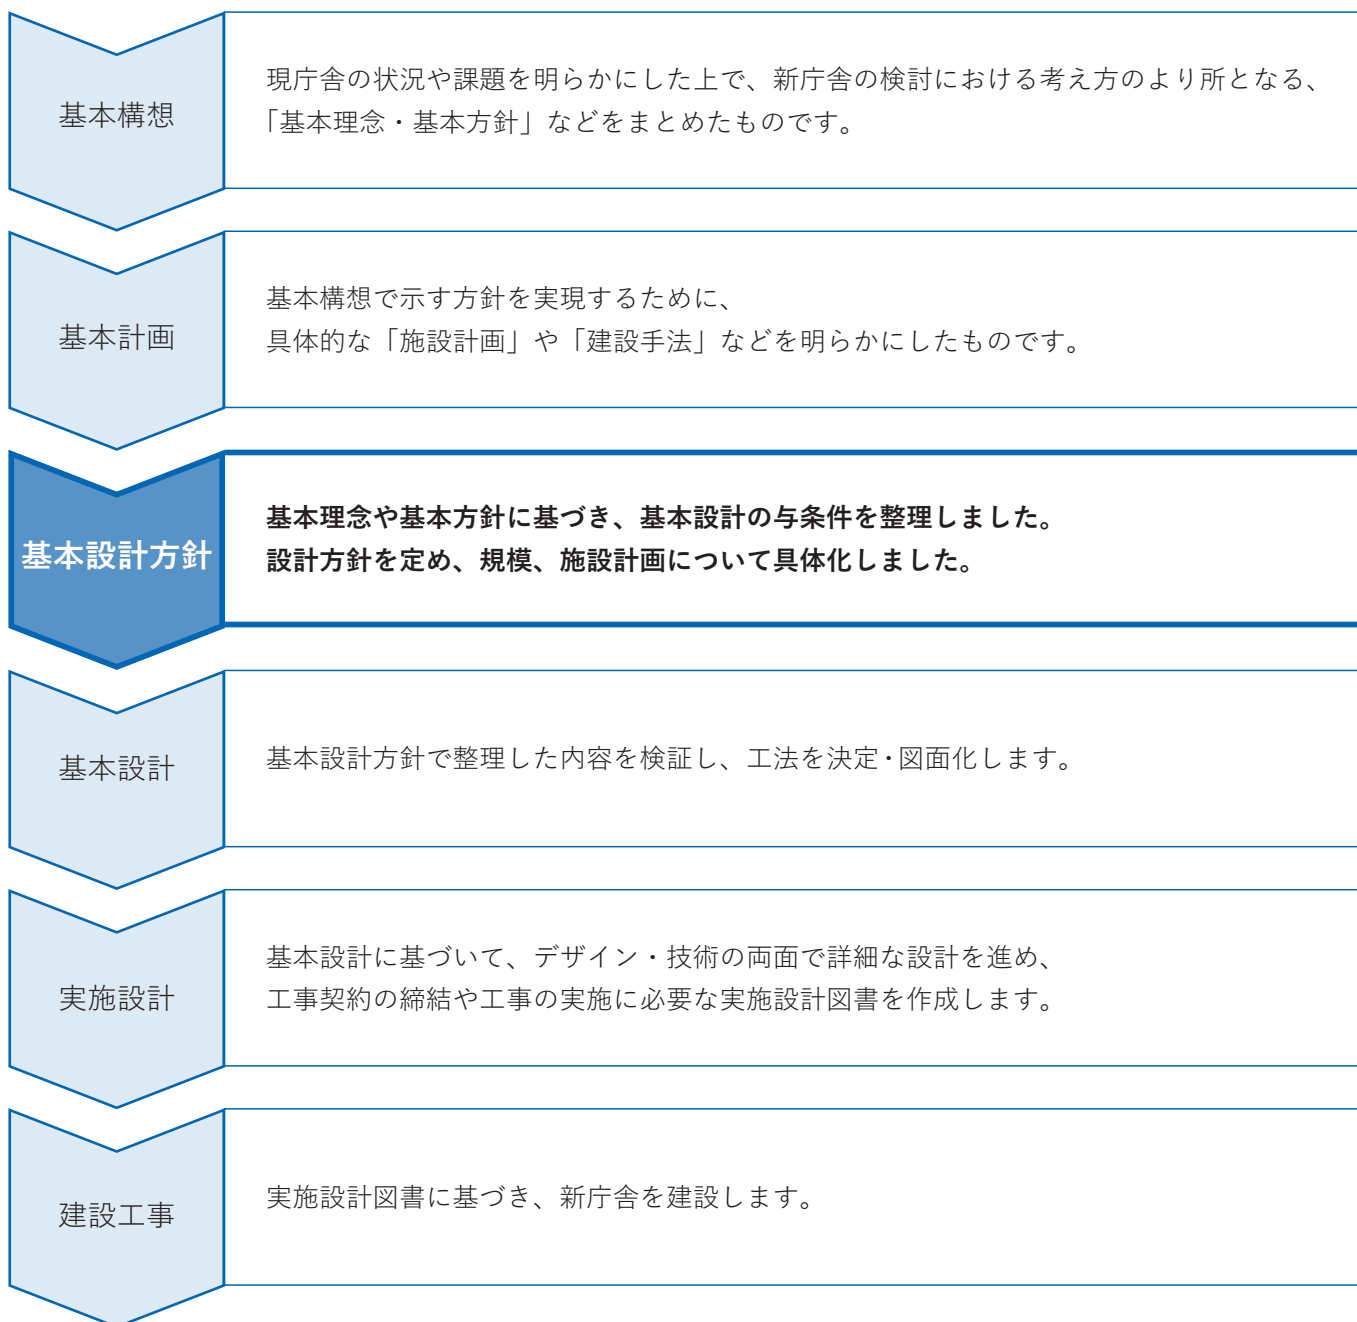 基本構想
現庁舎の状況や課題を明らかにした上で、新庁舎の検討における考え方のより所となる、
「基本理念・基本方針」などをまとめたものです。
基本計画
基本構想で示す方針を実現するために、
具体的な「施設計画」や「建設手法」などを明らかにしたものです。
基本設計方針
基本理念や基本方針に基づき、基本設計の与条件を整理しました。
設計方針を定め、規模、施設計画について具体化しました。
基本設計
基本設計方針で整理した内容を検証し、工法を決定・図面化します。
実施設計
基本設計に基づいて、デザイン・技術の両面で詳細な設計を進め、
工事契約の締結や工事の実施に必要な実施設計図書を作成します。
建設工事
実施設計図書に基づき、新庁舎を建設します。